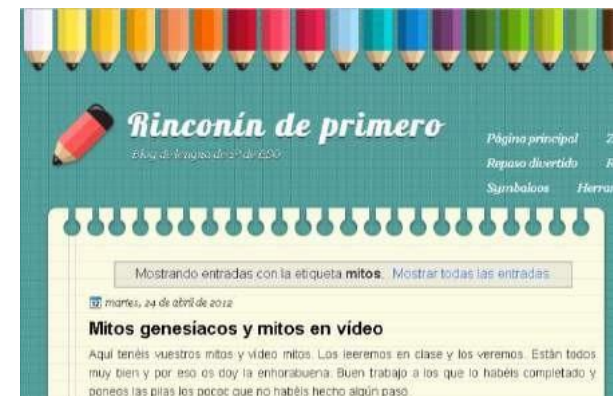 Rinconín de primero
Blog de lengua de 1º de ESO
Página principal
Repaso divertido
Symbaloos Herra
Mostrando entradas con la etiqueta mitos. Mostrar todas las entradas
martes, 24 de abril de 2012
Mitos genesíacos y mitos en vídeo
Aquí tenéis vuestros mitos y vídeo mitos. Los leeremos en clase y los veremos. Están todos
muy bien y por eso os doy la enhorabuena. Buen trabajo a los que lo habéis completado y
poneos las pilas los pocos que no habéis hecho algún paso.